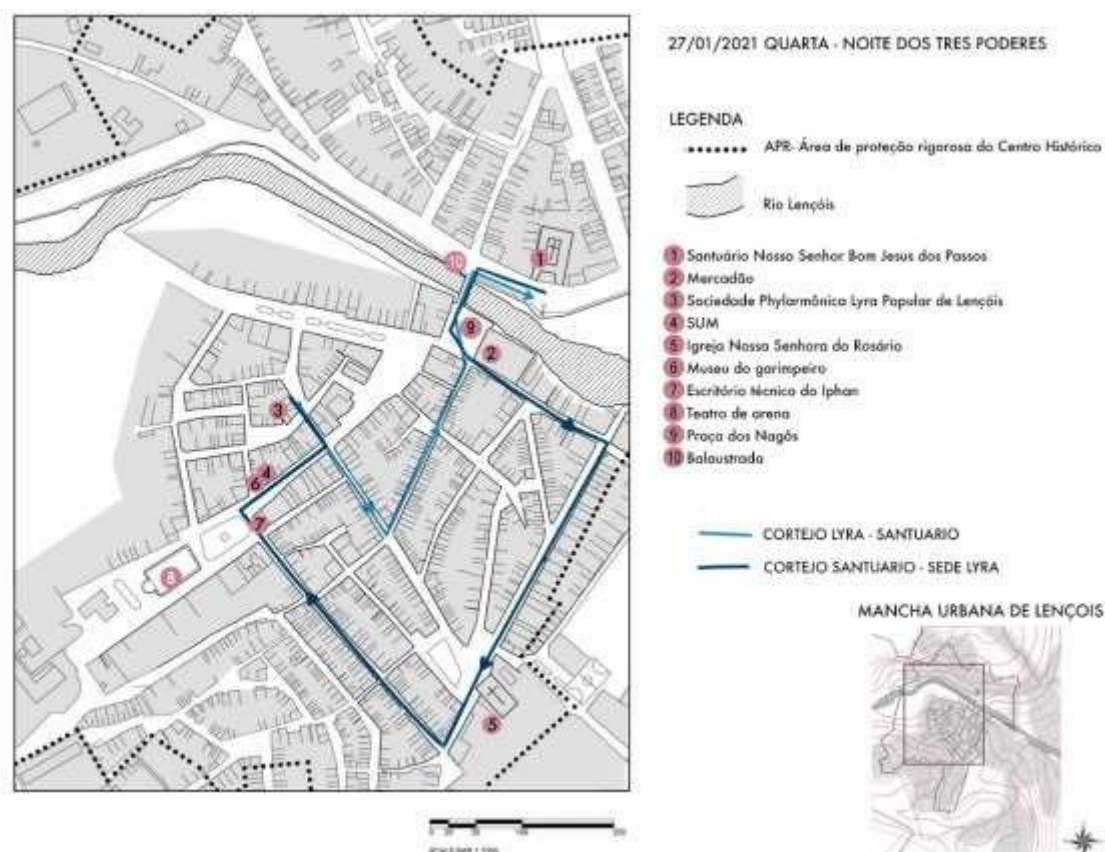 27/01/2021 QUARTA - NOITE DOS TRES PODERES
LEGENDA
APR- Área de proteção rigorosa do Centro Histórico
Rio Lençóis
1 Santuário Nosso Senhor Bom Jesus dos Passos
2 Mercadão
3 Sociedade Phylarmônica Lyra Popular de Lençóis
4 SUM
5 Igreja Nossa Senhora do Rosário
6 Museu do garimpeiro
7 Escritório técnico do Iphan
8 Teatro de arena
9 Praça dos Nagôs
10 Balaustrada
CORTEJO LYRA - SANTUARIO
CORTEJO SANTUARIO - SEDE LYRA
MANCHA URBANA DE LENÇOIS
10
1
9
2
3
4
6
7
8
5